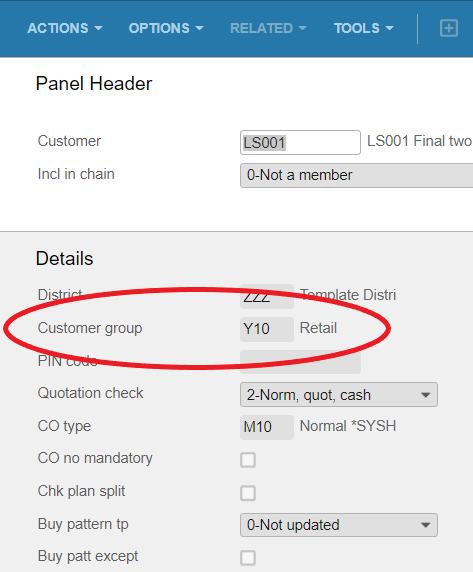 ACTIONS OPTIONS RELATED TOOLS
Panel Header
Customer LS001 LS001 Final two
Incl in chain 0-Not a member
Details
District ZZZ Template Distri
Customer group Y10 Retail
PIN code
Quotation check 2-Norm, quot, cash
CO type M10 Normal *SYSH
CO no mandatory
Chk plan split
Buy pattern tp 0-Not updated
Buy patt except